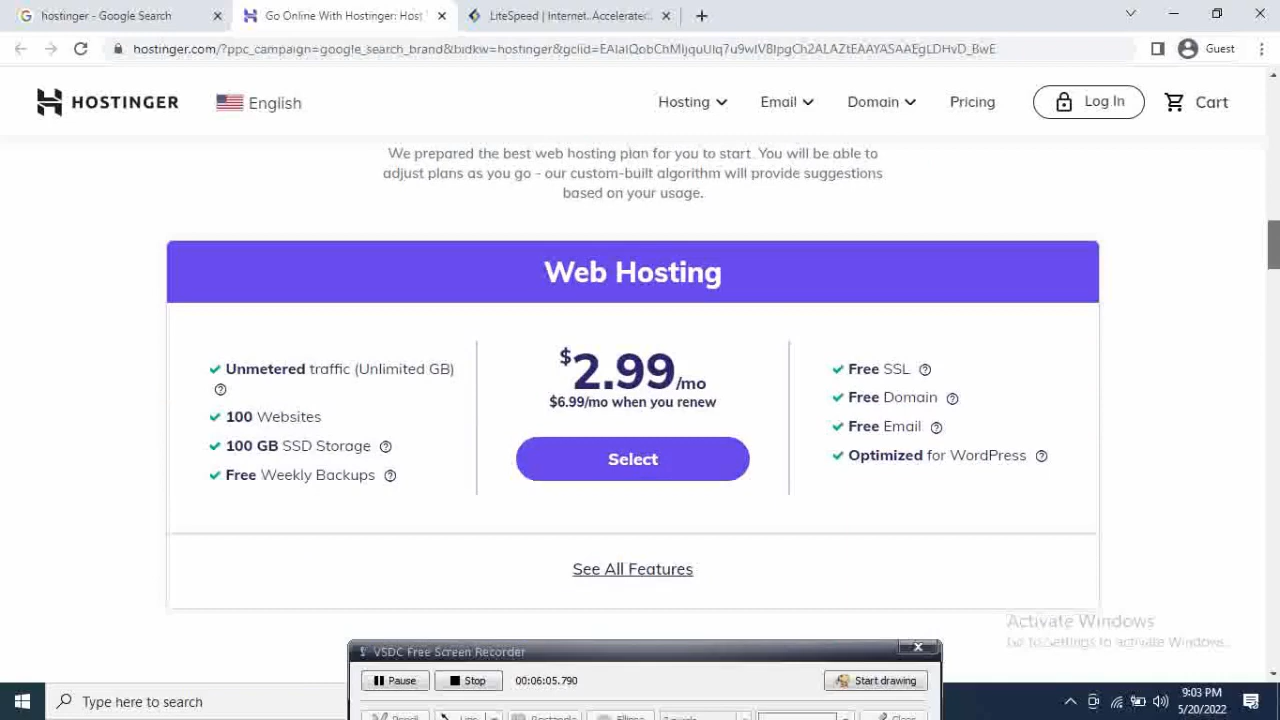 hostinger - Google Search
Go Online With Hostinger: Host
LiteSpeed | Internet. Accelerated.
hostinger.com/?ppc_campaign=google_search_brand&bidkw=hostinger&gclid=
Guest
HOSTINGER
English
Hosting
Email
Domain
Pricing
Log In
Cart
We prepared the best web hosting plan for you to start. You will be able to
adjust plans as you go - our custom-built algorithm will provide suggestions
based on your usage.
Web Hosting
Unmetered traffic (Unlimited GB)
100 Websites
100 GB SSD Storage
Free Weekly Backups
$2.99/mo
$6.99/mo when you renew
Select
Free SSL
Free Domain
Free Email
Optimized for WordPress
See All Features
Activate Windows
Go to Settings to activate Windows.
VSDC Free Screen Recorder
Pause
Stop
00:06:05.790
Start drawing
Type here to search
9:03 PM
5/20/2022